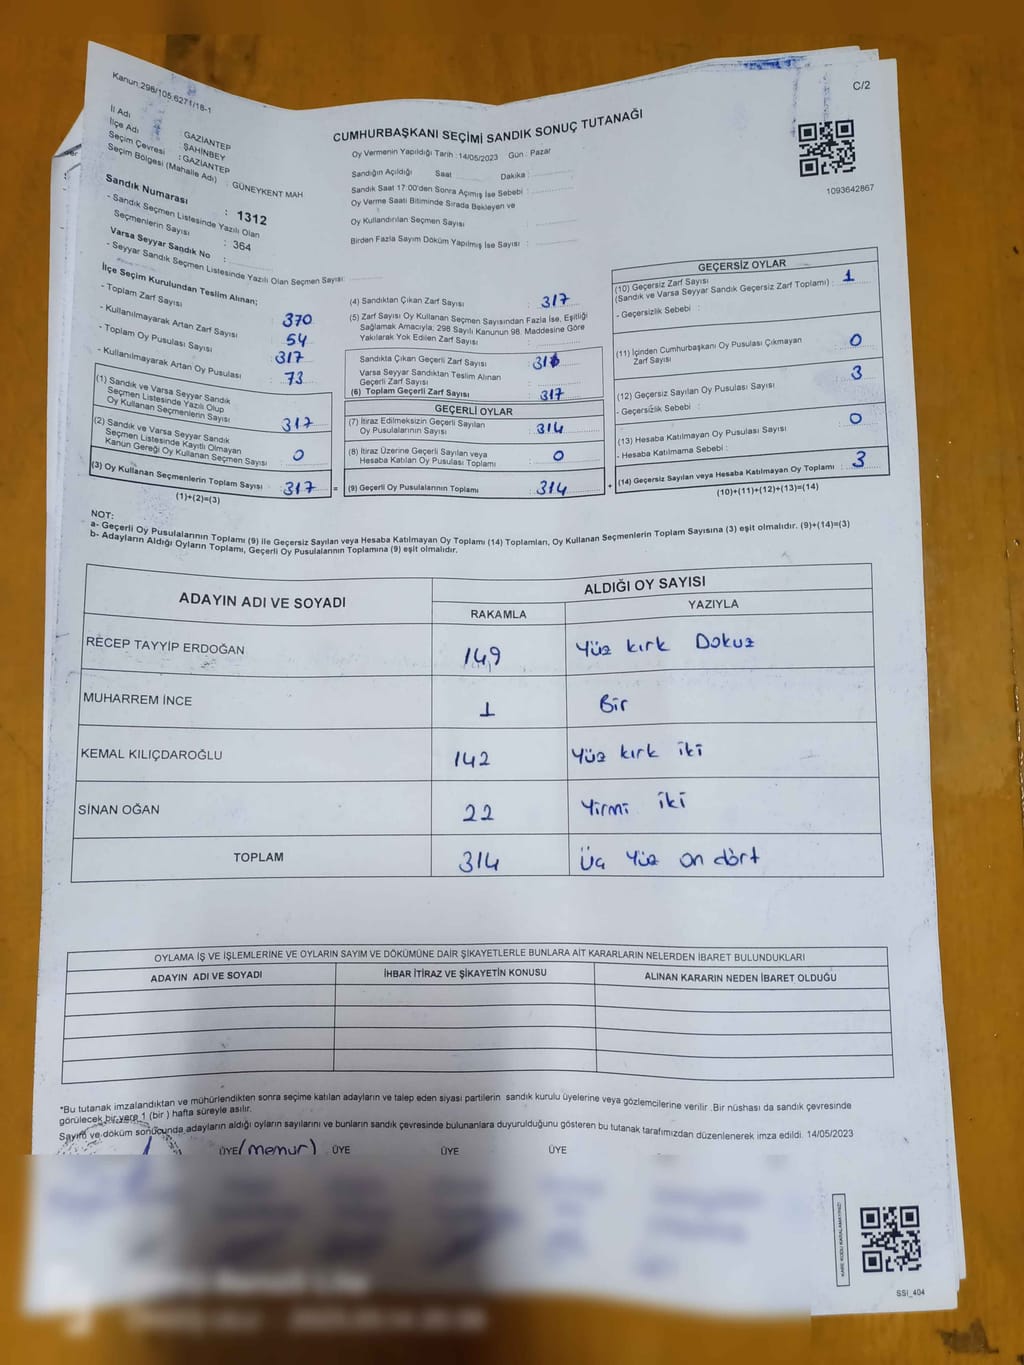 Kanun:298/105,6271/18-1
C/2
CUMHURBAŞKANI SEÇİMİ SANDIK SONUÇ TUTANAĞI
İl Adı : GAZİANTEP
İlçe Adı : ŞAHİNBEY
Seçim Çevresi : GAZİANTEP
Seçim Bölgesi (Mahalle Adı) : GÜNEYKENT MAH
Oy Vermenin Yapıldığı Tarih : 14/05/2023 Gün : Pazar
Sandığın Açıldığı Saat Dakika :
Sandık Saat 17:00'den Sonra Açımış İse Sebebi :
Oy Verme Saati Bitiminde Sırada Bekleyen ve
Oy Kullandırılan Seçmen Sayısı
Birden Fazla Sayım Döküm Yapılmış İse Sayısı :
1093642867
Sandık Numarası : 1312
- Sandık Seçmen Listesinde Yazılı Olan
Seçmenlerin Sayısı : 364
Varsa Seyyar Sandık No :
- Seyyar Sandık Seçmen Listesinde Yazılı Olan Seçmen Sayısı:
İlçe Seçim Kurulundan Teslim Alınan;
- Toplam Zarf Sayısı 370
- Kullanılmayarak Artan Zarf Sayısı 54
- Toplam Oy Pusulası Sayısı 317
- Kullanılmayarak Artan Oy Pusulası 73
(1) Sandık ve Varsa Seyyar Sandık
Seçmen Listesinde Yazılı Olup
Oy Kullanan Seçmenlerin Sayısı 317
(2) Sandık ve Varsa Seyyar Sandık
Seçmen Listesinde Kayıtlı Olmayan
Kanun Gereği Oy Kullanan Seçmen Sayısı 0
(3) Oy Kullanan Seçmenlerin Toplam Sayısı : 317 =
(1)+(2)=(3)
(4) Sandıktan Çıkan Zarf Sayısı : 317
(5) Zarf Sayısı Oy Kullanan Seçmen Sayısından Fazla İse, Eşitliği
Sağlamak Amacıyla; 298 Sayılı Kanunun 98. Maddesine Göre
Yakılarak Yok Edilen Zarf Sayısı :
Sandıkta Çıkan Geçerli Zarf Sayısı : 316
Varsa Seyyar Sandıktan Teslim Alınan
Geçerli Zarf Sayısı :
(6) Toplam Geçerli Zarf Sayısı : 317
GEÇERLİ OYLAR
(7) İtiraz Edilmeksizin Geçerli Sayılan
Oy Pusulalarının Sayısı : 314
(8) İtiraz Üzerine Geçerli Sayılan veya
Hesaba Katılan Oy Pusulası Toplamı : 0
(9) Geçerli Oy Pusulalarının Toplamı : 314 +
GEÇERSİZ OYLAR
(10) Geçersiz Zarf Sayısı
(Sandık ve Varsa Seyyar Sandık Geçersiz Zarf Toplamı) : 1
- Geçersizlik Sebebi :
(11) İçinden Cumhurbaşkanı Oy Pusulası Çıkmayan
Zarf Sayısı 0
(12) Geçersiz Sayılan Oy Pusulası Sayısı : 3
- Geçersizlik Sebebi :
(13) Hesaba Katılmayan Oy Pusulası Sayısı : 0
- Hesaba Katılmama Sebebi :
(14) Geçersiz Sayılan veya Hesaba Katılmayan Oy Toplamı : 3
(10)+(11)+(12)+(13)=(14)
NOT:
a- Geçerli Oy Pusulalarının Toplamı (9) ile Geçersiz Sayılan veya Hesaba Katılmayan Oy Toplamı (14) Toplamları, Oy Kullanan Seçmenlerin Toplam Sayısına (3) eşit olmalıdır. (9)+(14)=(3)
b- Adayların Aldığı Oyların Toplamı, Geçerli Oy Pusulalarının Toplamına (9) eşit olmalıdır.
ADAYIN ADI VE SOYADI
ALDIĞI OY SAYISI
RAKAMLA YAZIYLA
RECEP TAYYİP ERDOĞAN 149 Yüz kırk Dokuz
MUHARREM İNCE 1 Bir
KEMAL KILIÇDAROĞLU 142 Yüz kırk iki
SİNAN OĞAN 22 Yirmi iki
TOPLAM 314 Üç Yüz on dört
OYLAMA İŞ VE İŞLEMLERİNE VE OYLARIN SAYIM VE DÖKÜMÜNE DAİR ŞİKAYETLERLE BUNLARA AİT KARARLARIN NELERDEN İBARET BULUNDUKLARI
ADAYIN ADI VE SOYADI İHBAR İTİRAZ VE ŞİKAYETİN KONUSU ALINAN KARARIN NEDEN İBARET OLDUĞU
*Bu tutanak imzalandıktan ve mühürlendikten sonra seçime katılan adayların ve talep eden siyasi partilerin sandık kurulu üyelerine veya gözlemcilerine verilir .Bir nüshası da sandık çevresinde
görülecek bir yere 1 (bir ) hafta süreyle asılır.
Sayım ve döküm sonucunda adayların aldığı oyların sayılarını ve bunların sandık çevresinde bulunanlara duyurulduğunu gösteren bu tutanak tarafımızdan düzenlenerek imza edildi. 14/05/2023
ÜYE (memur) ÜYE ÜYE ÜYE
KARE KODU KARALAMAYINIZ!
SSI_404